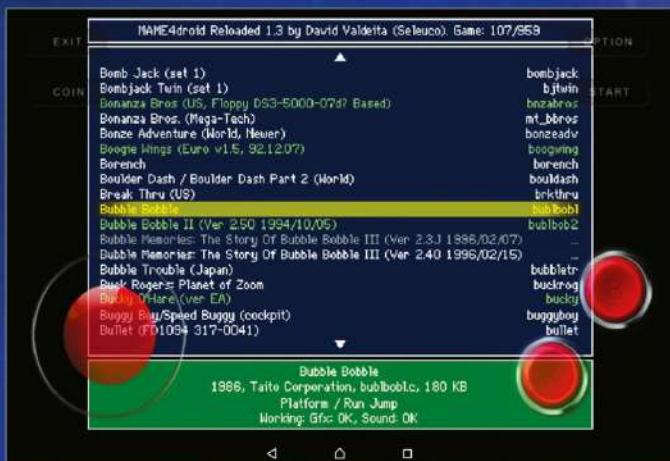 MAME4droid Reloaded 1.3 by David Valdeita (Seleuco). Game: 107/959
EXIT
OPTION
COIN
START
Bomb Jack (set 1) bombjack
Bombjack Twin (set 1) bjtwin
Bonanza Bros (US, Floppy DS3-5000-07d? Based) bnzabros
Bonanza Bros. (Mega-Tech) mt_bbros
Bonze Adventure (World, Newer) bonzeadv
Boogie Wings (Euro v1.5, 92.12.07) boogwing
Borench borench
Boulder Dash / Boulder Dash Part 2 (World) bouldash
Break Thru (US) brkthru
Bubble Bobble bublbobl
Bubble Bobble II (Ver 2.5O 1994/10/05) bublbob2
Bubble Memories: The Story Of Bubble Bobble III (Ver 2.3J 1996/02/07) ...
Bubble Memories: The Story Of Bubble Bobble III (Ver 2.4O 1996/02/15) ...
Bubble Trouble (Japan) bubbletr
Buck Rogers: Planet of Zoom buckrog
Bucky O'Hare (ver EA) bucky
Buggy Boy/Speed Buggy (cockpit) buggyboy
Bullet (FD1094 317-0041) bullet
Bubble Bobble
1986, Taito Corporation, bublbobl.c, 180 KB
Platform / Run Jump
Working: Gfx: OK, Sound: OK